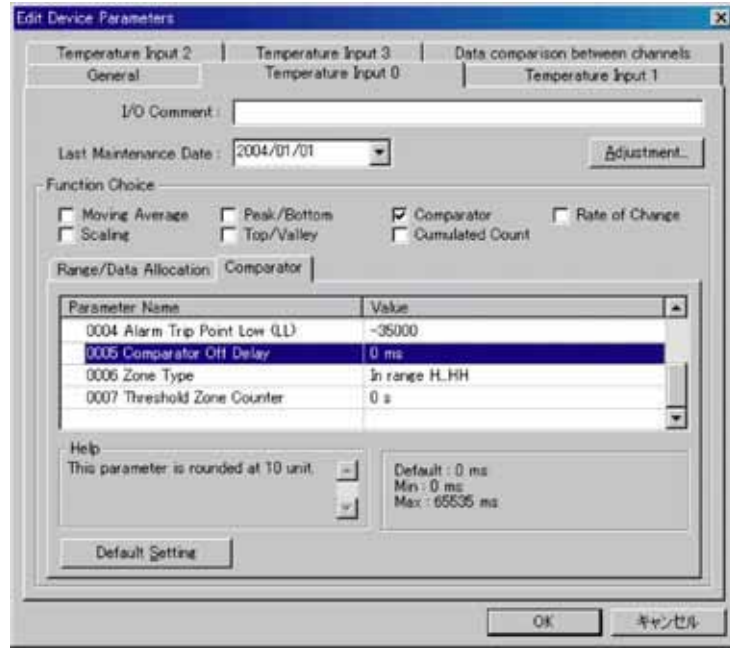 Edit Device Parameters
Temperature Input 2 Temperature Input 3 Data comparison between channels
General Temperature Input 0 Temperature Input 1
I/O Comment :
Last Maintenance Date : 2004/01/01 Adjustment...
Function Choice
Moving Average Peak/Bottom Comparator Rate of Change
Scaling Top/Valley Cumulated Count
Range/Data Allocation Comparator
Parameter Name Value
0004 Alarm Trip Point Low (LL) -35000
0005 Comparator Off Delay 0 ms
0006 Zone Type In range H..HH
0007 Threshold Zone Counter 0 s
Help
This parameter is rounded at 10 unit.
Default : 0 ms
Min : 0 ms
Max : 65535 ms
Default Setting
OK キャンセル